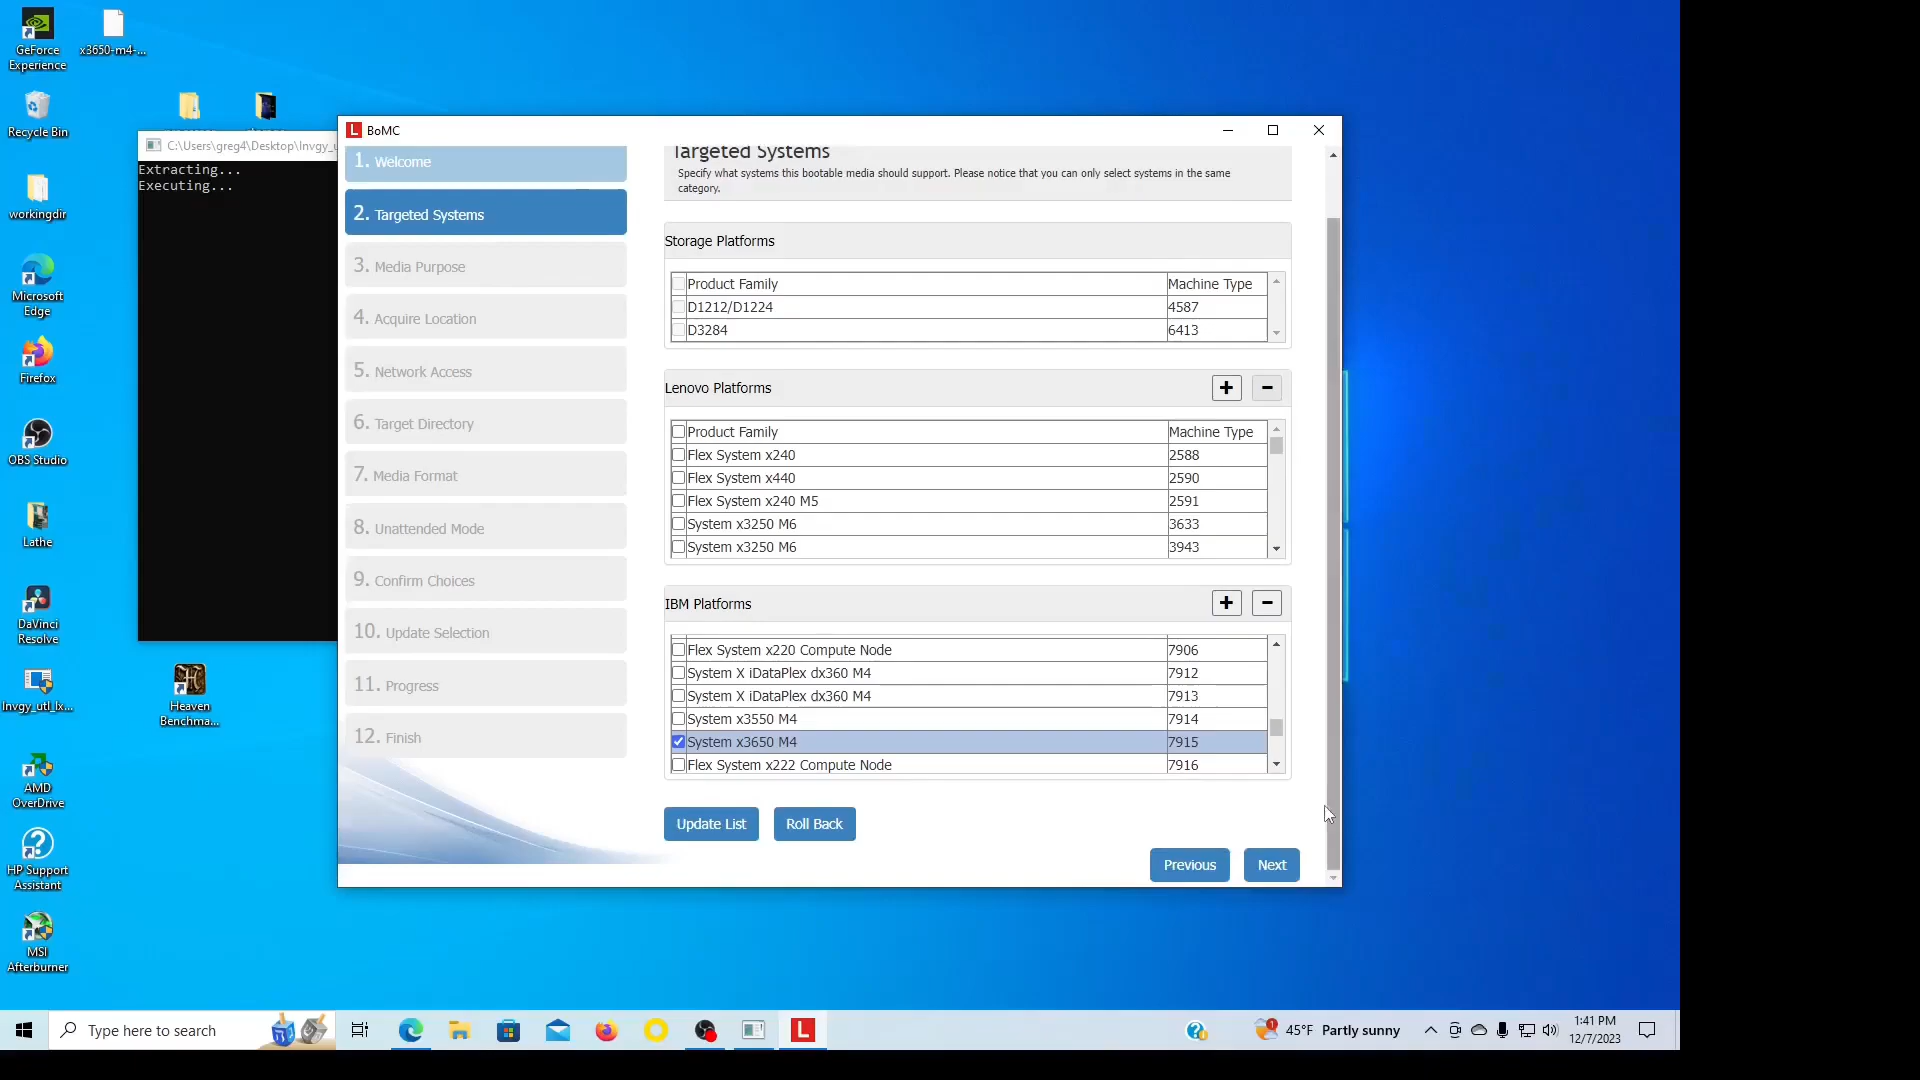 GeForce
Experience
x3650-m4-...
Recycle Bin
workingdir
Microsoft
Edge
Firefox
OBS Studio
Lathe
DaVinci
Resolve
lnvgy_utl_lx...
Heaven
Benchma...
AMD
OverDrive
HP Support
Assistant
MSI
Afterburner
C:\Users\greg4\Desktop\lnvgy_u
Extracting...
Executing...
BoMC
1. Welcome
2. Targeted Systems
3. Media Purpose
4. Acquire Location
5. Network Access
6. Target Directory
7. Media Format
8. Unattended Mode
9. Confirm Choices
10. Update Selection
11. Progress
12. Finish
Targeted Systems
Specify what systems this bootable media should support. Please notice that you can only select systems in the same
category.
Storage Platforms
Product Family Machine Type
D1212/D1224 4587
D3284 6413
Lenovo Platforms
Product Family Machine Type
Flex System x240 2588
Flex System x440 2590
Flex System x240 M5 2591
System x3250 M6 3633
System x3250 M6 3943
IBM Platforms
Flex System x220 Compute Node 7906
System X iDataPlex dx360 M4 7912
System X iDataPlex dx360 M4 7913
System x3550 M4 7914
System x3650 M4 7915
Flex System x222 Compute Node 7916
Update List Roll Back
Previous Next
Type here to search
45°F Partly sunny
1:41 PM
12/7/2023